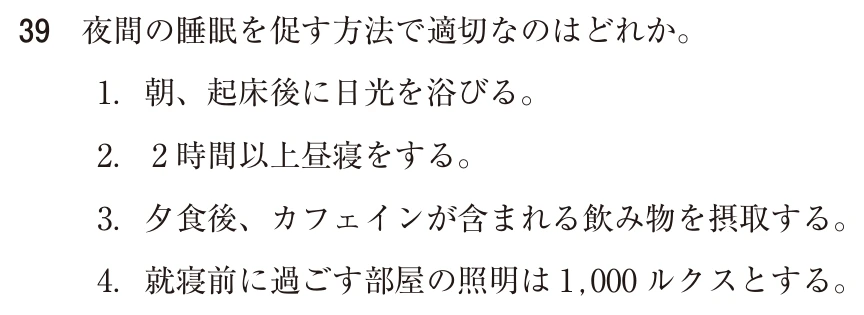 39 夜間の睡眠を促す方法で適切なのはどれか。
1. 朝、起床後に日光を浴びる。
2. 2時間以上昼寝をする。
3. 夕食後、カフェインが含まれる飲み物を摂取する。
4. 就寝前に過ごす部屋の照明は1,000ルクスとする。